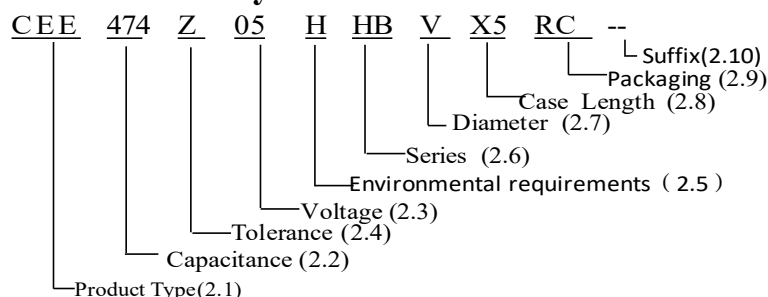 CEE 474 Z 05 H HB V X5 RC --
Suffix(2.10)
Packaging (2.9)
Case Length (2.8)
Diameter (2.7)
Series (2.6)
Environmental requirements ( 2.5 )
Voltage (2.3)
Tolerance (2.4)
Capacitance (2.2)
Product Type(2.1)